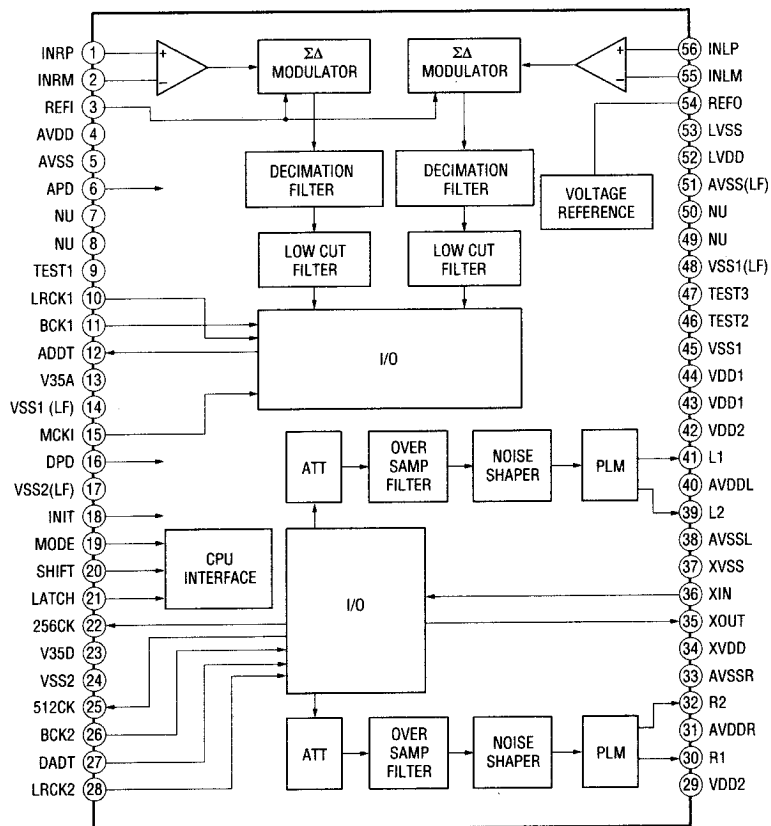 INRP 1
INRM 2
REFI 3
AVDD 4
AVSS 5
APD 6
NU 7
NU 8
TEST1 9
LRCK1 10
BCK1 11
ADDT 12
V35A 13
VSS1 (LF) 14
MCKI 15
DPD 16
VSS2(LF) 17
INIT 18
MODE 19
SHIFT 20
LATCH 21
256CK 22
V35D 23
VSS2 24
512CK 25
BCK2 26
DADT 27
LRCK2 28
+
−
ΣΔ
MODULATOR
ΣΔ
MODULATOR
+
−
DECIMATION
FILTER
DECIMATION
FILTER
VOLTAGE
REFERENCE
LOW CUT
FILTER
LOW CUT
FILTER
I/O
ATT
OVER
SAMP
FILTER
NOISE
SHAPER
PLM
CPU
INTERFACE
I/O
ATT
OVER
SAMP
FILTER
NOISE
SHAPER
PLM
56 INLP
55 INLM
54 REFO
53 LVSS
52 LVDD
51 AVSS(LF)
50 NU
49 NU
48 VSS1(LF)
47 TEST3
46 TEST2
45 VSS1
44 VDD1
43 VDD1
42 VDD2
41 L1
40 AVDDL
39 L2
38 AVSSL
37 XVSS
36 XIN
35 XOUT
34 XVDD
33 AVSSR
32 R2
31 AVDDR
30 R1
29 VDD2